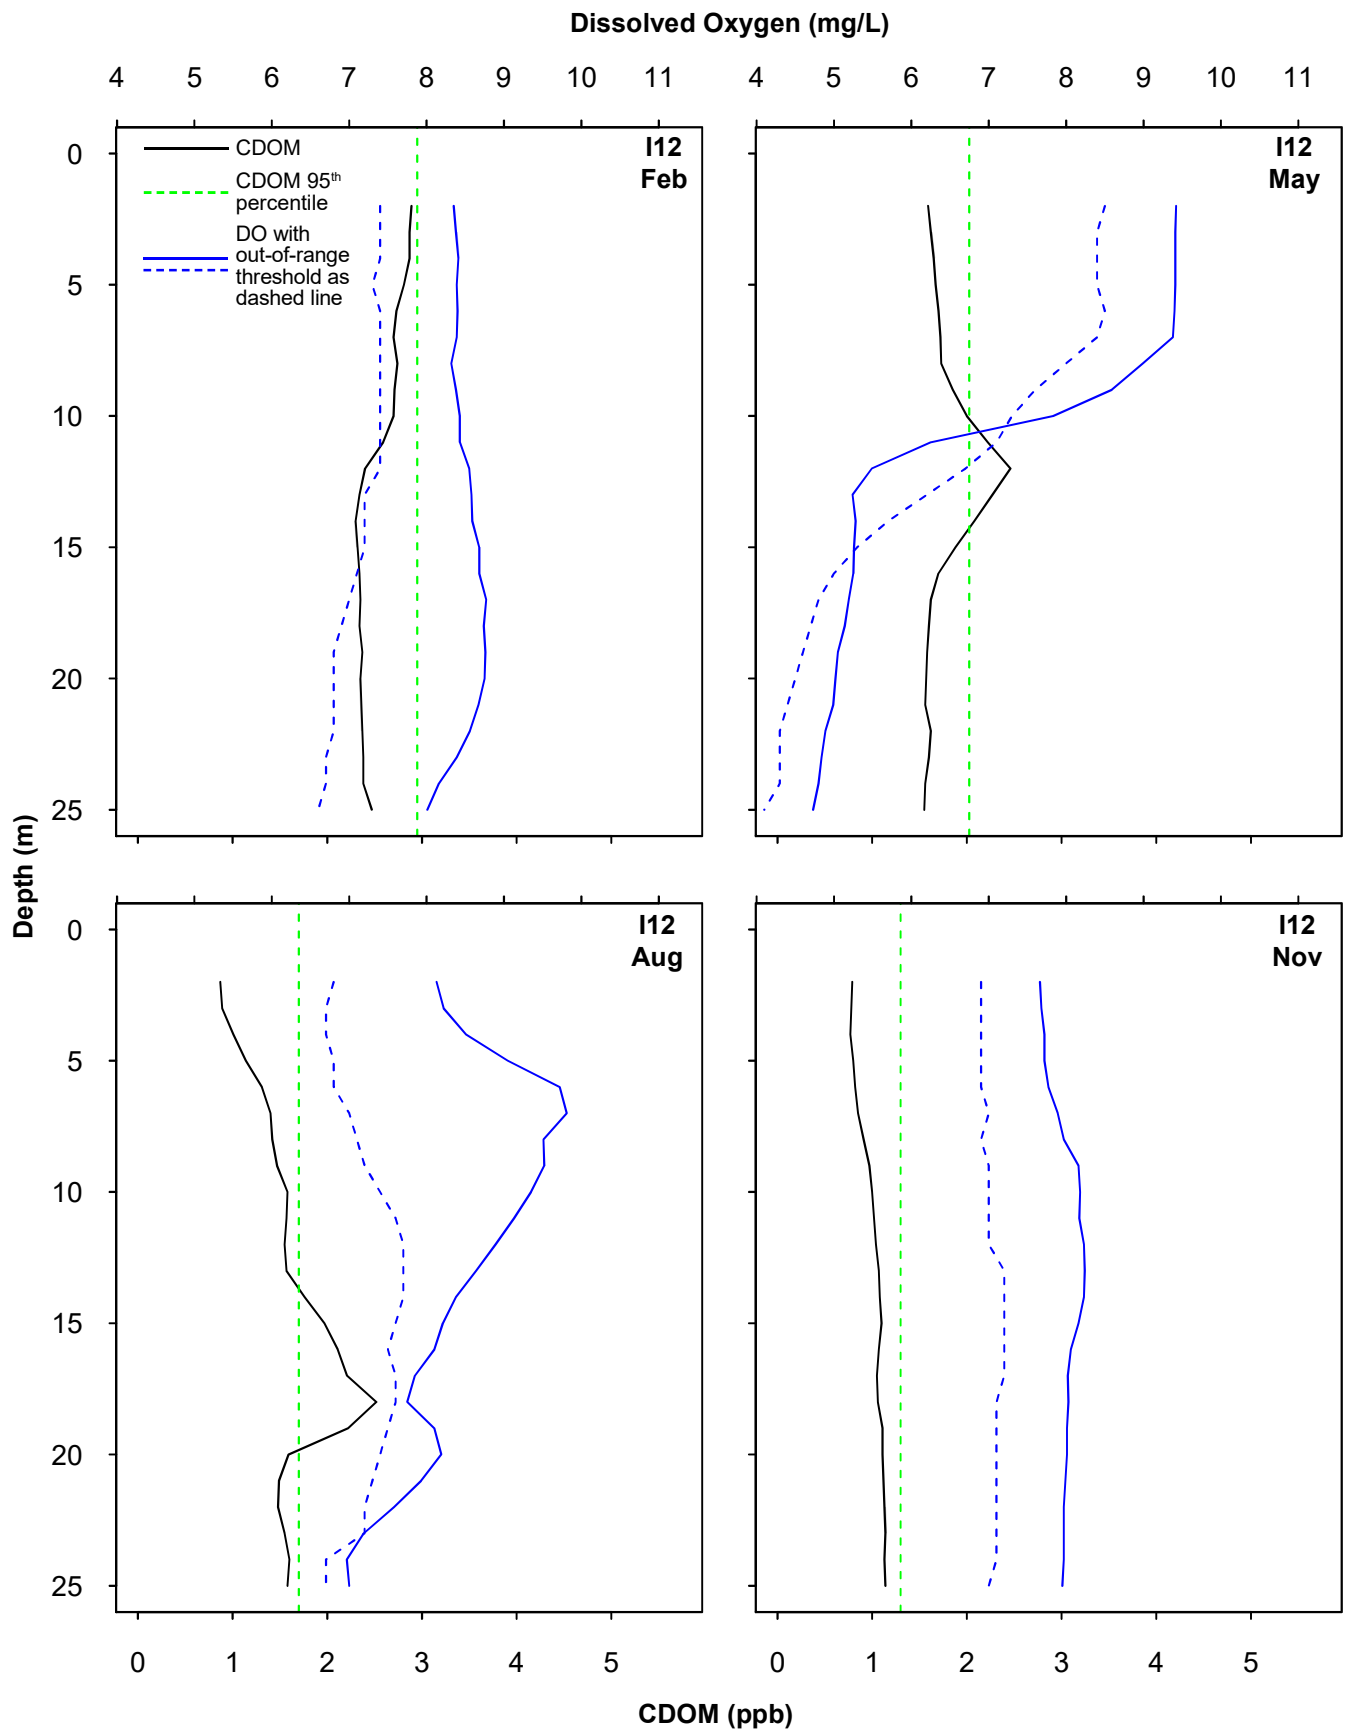 Dissolved Oxygen (mg/L)
4 5 6 7 8 9 10 11 4 5 6 7 8 9 10 11
0
5
10
15
20
25
CDOM
CDOM 95th
percentile
DO with
out-of-range
threshold as
dashed line
I12
Feb
I12
May
Depth (m)
0
5
10
15
20
25
I12
Aug
I12
Nov
0 1 2 3 4 5 0 1 2 3 4 5
CDOM (ppb)